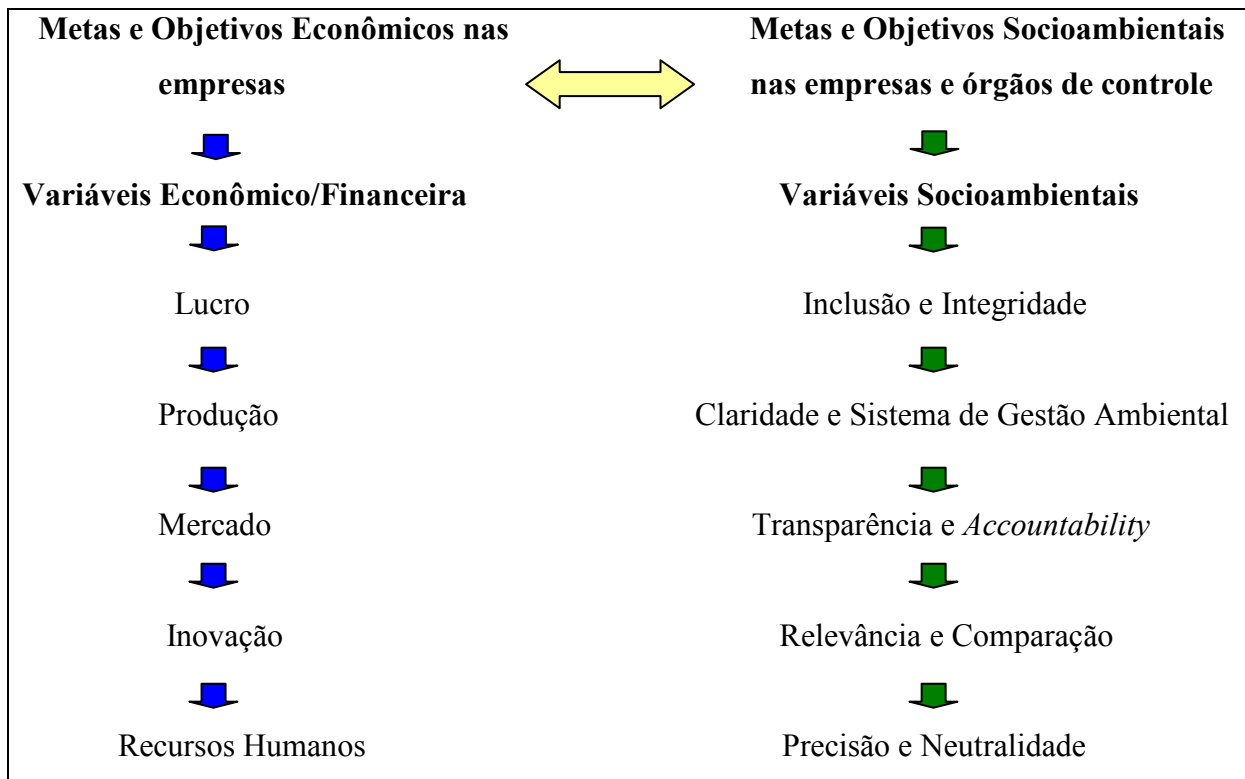 Metas e Objetivos Econômicos nas
empresas
Variáveis Econômico/Financeira
Lucro
Produção
Mercado
Inovação
Recursos Humanos
Metas e Objetivos Socioambientais
nas empresas e órgãos de controle
Variáveis Socioambientais
Inclusão e Integridade
Claridade e Sistema de Gestão Ambiental
Transparência e Accountability
Relevância e Comparação
Precisão e Neutralidade